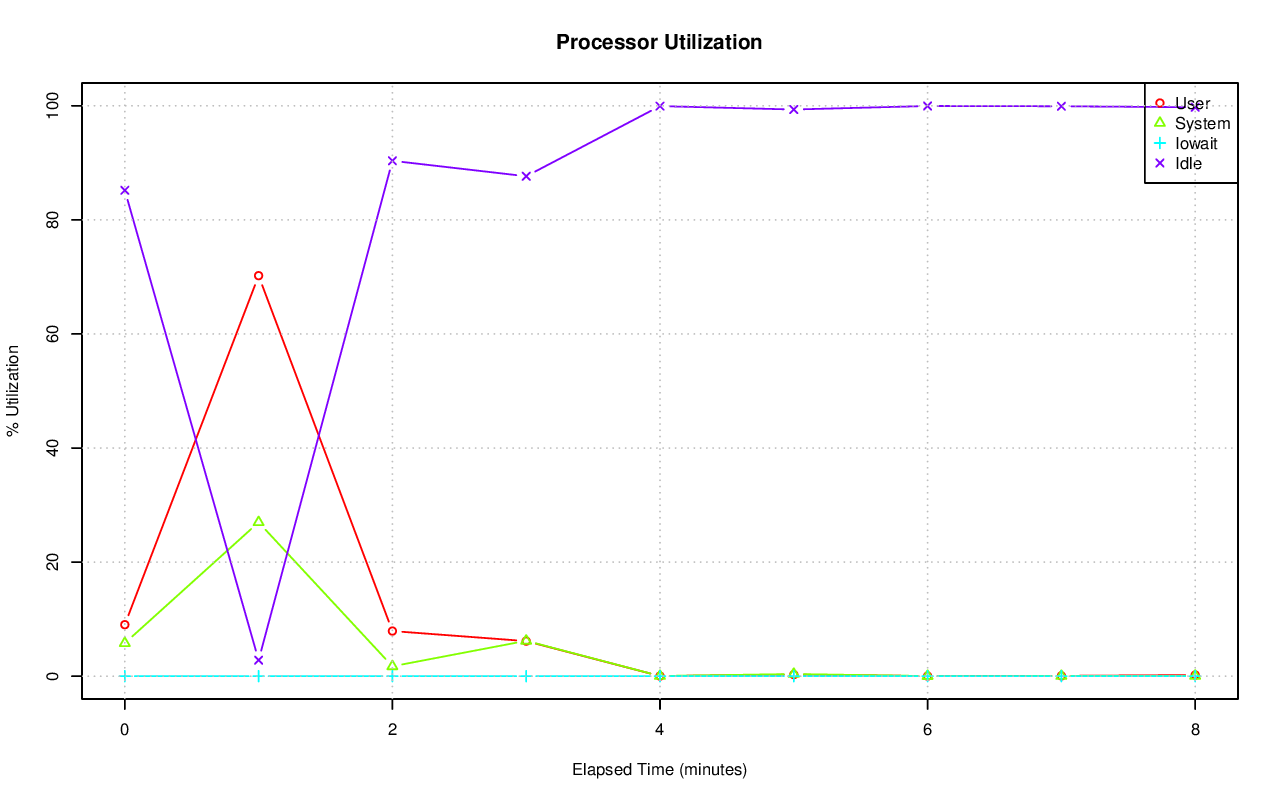 Processor Utilization
% Utilization
100
80
60
40
20
0
User
System
Iowait
Idle
0 2 4 6 8
Elapsed Time (minutes)